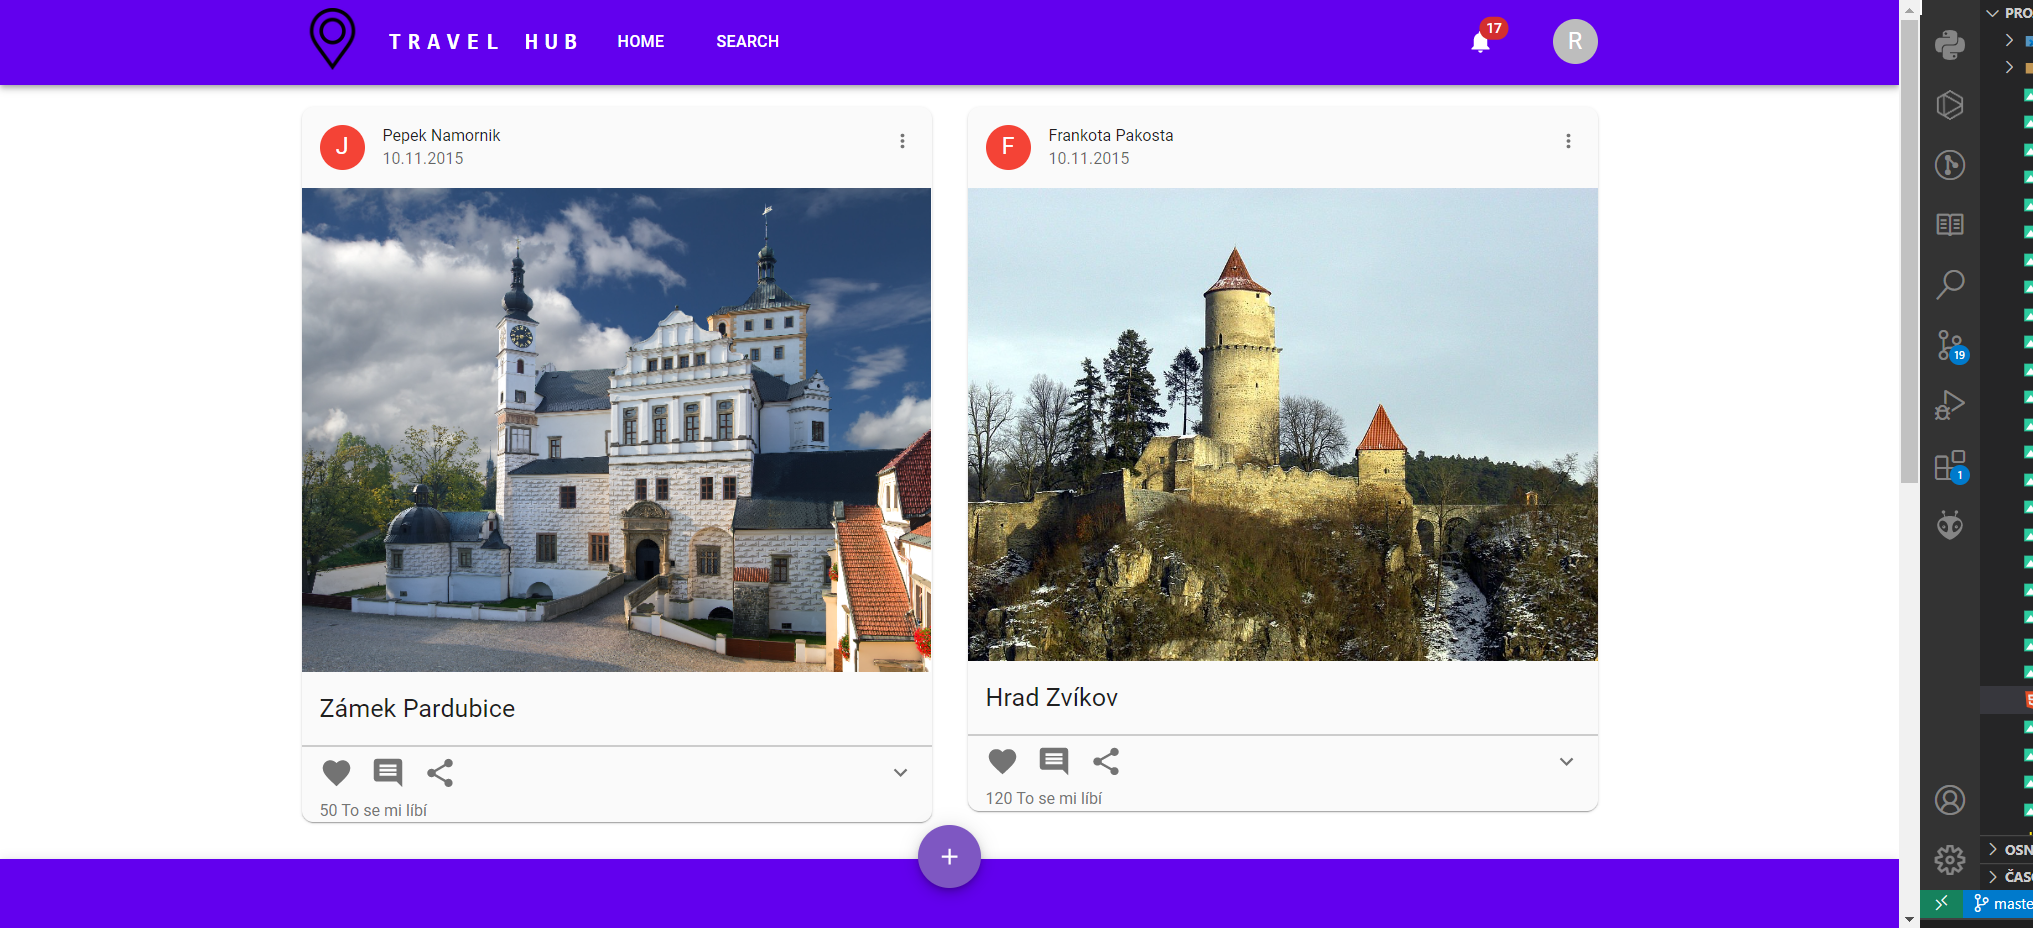 TRAVEL HUB
HOME
SEARCH
17
R
J
Pepek Namornik
10.11.2015
F
Frankota Pakosta
10.11.2015
Zámek Pardubice
50 To se mi líbí
Hrad Zvíkov
120 To se mi líbí
+
PRO
19
1
OSN
ČAS
maste